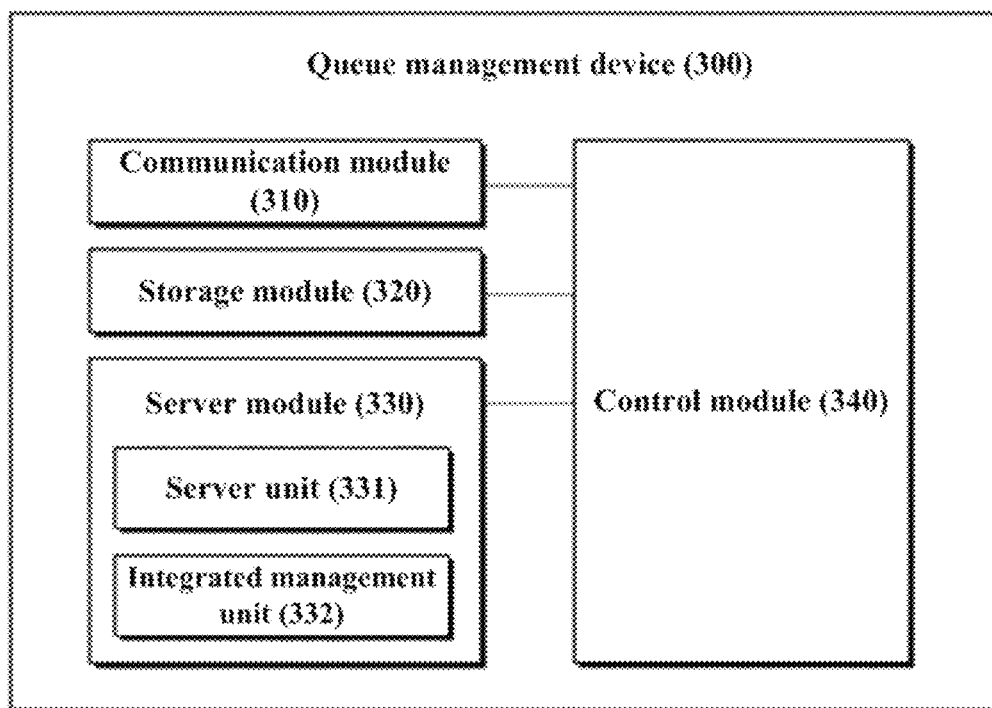 Queue management device (300)
Communication module
(310)
Storage module (320)
Server module (330)
Server unit (331)
Integrated management
unit (332)
Control module (340)